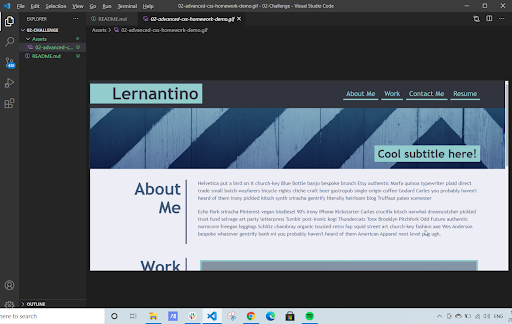 File Edit Selection View Go Run Terminal Help
02-advanced-css-homework-demo.gif - 02-Challenge - Visual Studio Code
EXPLORER
README.md
02-advanced-css-homework-demo.gif
02-CHALLENGE
Assets > 02-advanced-css-homework-demo.gif
Assets
02-advanced-c...
README.md
Lernantino
About Me Work Contact Me Resume
Cool subtitle here!
About
Me
Helvetica put a bird on it church-key Blue Bottle banjo bespoke brunch Etsy authentic Marfa quinoa typewriter plaid direct
trade small batch wayfarers bicycle rights cliche craft beer gastropub single origin coffee Godard Carles you probably haven't
heard of them irony pickled kitsch synth sriracha gentrify literally heirloom blog Truffaut paleo scenester
Echo Park sriracha Pinterest vegan biodiesel 90's irony iPhone Kickstarter Carles crucifix kitsch narwhal dreamcatcher pickled
trust fund selvage art party letterpress Tumblr post-ironic kogi Thundercats Tonx Brooklyn Pitchfork Odd Future authentic
normcore freegan leggings Schlitz chambray organic tousled retro fap squid street art church-key fashion axe Wes Anderson
bespoke whatever gentrify banh mi you probably haven't heard of them American Apparel next level ugh.
Work
OUTLINE
here to search
ENG